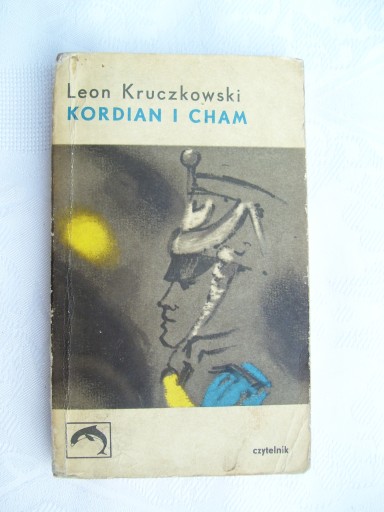 Leon Kruczkowski
KORDIAN I CHAM
czytelnik